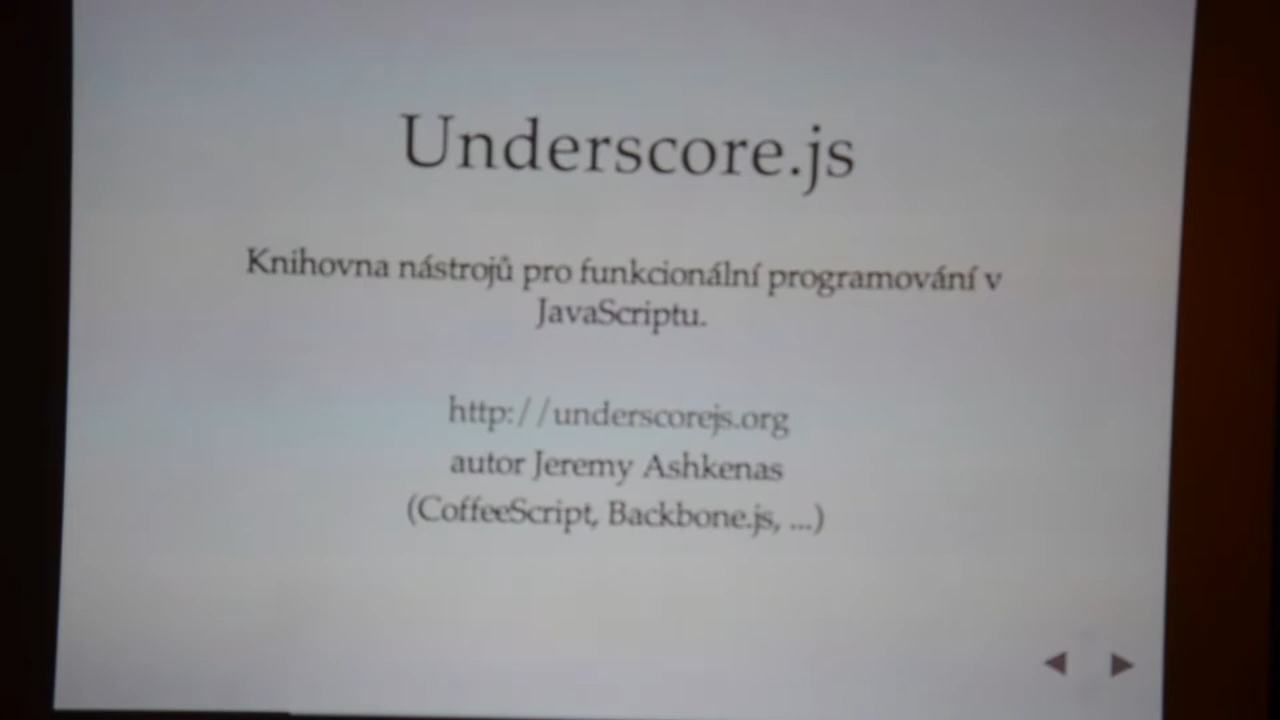 Underscore.js
Knihovna nástrojů pro funkcionální programování v
JavaScriptu.
http://underscorejs.org
autor Jeremy Ashkenas
(CoffeeScript, Backbone.js, ...)